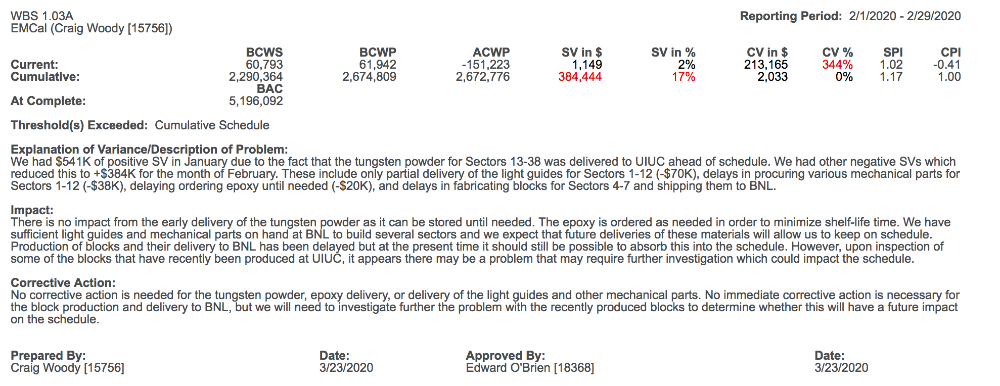 WBS 1.03A Reporting Period: 2/1/2020 - 2/29/2020
EMCal (Craig Woody [15756])
BCWS BCWP ACWP SV in $ SV in % CV in $ CV % SPI CPI
Current: 60,793 61,942 -151,223 1,149 2% 213,165 344% 1.02 -0.41
Cumulative: 2,290,364 2,674,809 2,672,776 384,444 17% 2,033 0% 1.17 1.00
BAC
At Complete: 5,196,092
Threshold(s) Exceeded: Cumulative Schedule
Explanation of Variance/Description of Problem:
We had $541K of positive SV in January due to the fact that the tungsten powder for Sectors 13-38 was delivered to UIUC ahead of schedule. We had other negative SVs which
reduced this to +$384K for the month of February. These include only partial delivery of the light guides for Sectors 1-12 (-$70K), delays in procuring various mechanical parts for
Sectors 1-12 (-$38K), delaying ordering epoxy until needed (-$20K), and delays in fabricating blocks for Sectors 4-7 and shipping them to BNL.
Impact:
There is no impact from the early delivery of the tungsten powder as it can be stored until needed. The epoxy is ordered as needed in order to minimize shelf-life time. We have
sufficient light guides and mechanical parts on hand at BNL to build several sectors and we expect that future deliveries of these materials will allow us to keep on schedule.
Production of blocks and their delivery to BNL has been delayed but at the present time it should still be possible to absorb this into the schedule. However, upon inspection of
some of the blocks that have recently been produced at UIUC, it appears there may be a problem that may require further investigation which could impact the schedule.
Corrective Action:
No corrective action is needed for the tungsten powder, epoxy delivery, or delivery of the light guides and other mechanical parts. No immediate corrective action is necessary for
the block production and delivery to BNL, but we will need to investigate further the problem with the recently produced blocks to determine whether this will have a future impact
on the schedule.
Prepared By: Date: Approved By: Date:
Craig Woody [15756] 3/23/2020 Edward O'Brien [18368] 3/23/2020